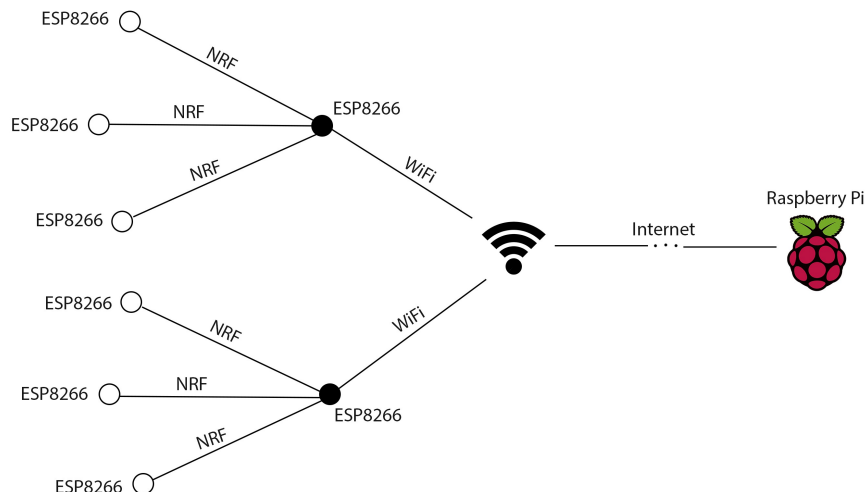 ESP8266
NRF
ESP8266
NRF
ESP8266
NRF
ESP8266
WiFi
Raspberry Pi
Internet
ESP8266
NRF
WiFi
ESP8266
NRF
ESP8266
NRF
ESP8266